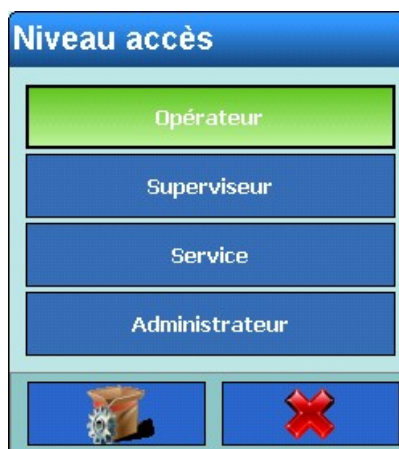 Niveau accès
Opérateur
Superviseur
Service
Administrateur